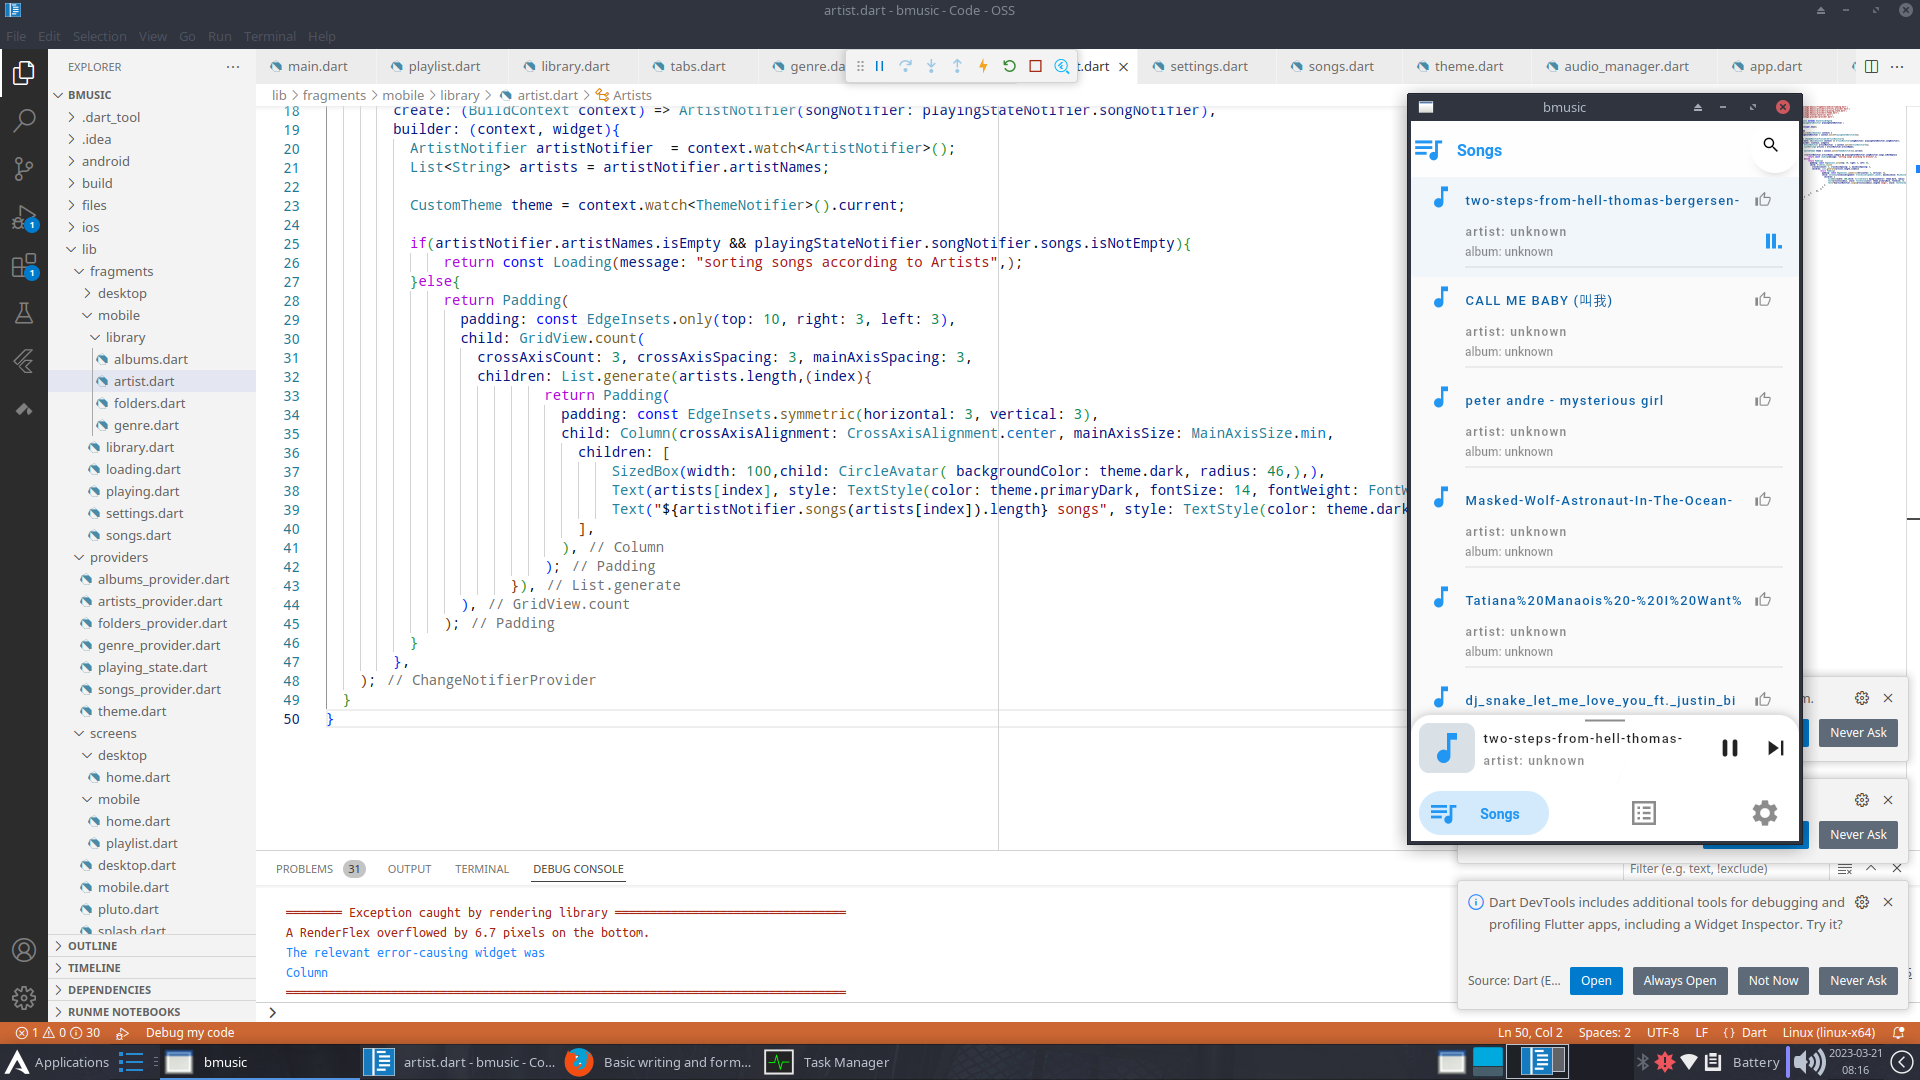 artist.dart - bmusic - Code - OSS
File Edit Selection View Go Run Terminal Help
EXPLORER
BMUSIC
.dart_tool
.idea
android
build
files
ios
lib
fragments
desktop
mobile
library
albums.dart
artist.dart
folders.dart
genre.dart
library.dart
loading.dart
playing.dart
settings.dart
songs.dart
providers
albums_provider.dart
artists_provider.dart
folders_provider.dart
genre_provider.dart
playing_state.dart
songs_provider.dart
theme.dart
screens
desktop
home.dart
mobile
home.dart
playlist.dart
desktop.dart
mobile.dart
pluto.dart
splash.dart
OUTLINE
TIMELINE
DEPENDENCIES
RUNME NOTEBOOKS
1
1
main.dart playlist.dart library.dart tabs.dart genre.da t.dart settings.dart songs.dart theme.dart audio_manager.dart app.dart
lib > fragments > mobile > library > artist.dart > Artists
18 create: (BuildContext context) => ArtistNotifier(songNotifier: playingStateNotifier.songNotifier),
19 builder: (context, widget){
20 ArtistNotifier artistNotifier  = context.watch<ArtistNotifier>();
21 List<String> artists = artistNotifier.artistNames;
22
23 CustomTheme theme = context.watch<ThemeNotifier>().current;
24
25 if(artistNotifier.artistNames.isEmpty && playingStateNotifier.songNotifier.songs.isNotEmpty){
26 return const Loading(message: "sorting songs according to Artists",);
27 }else{
28 return Padding(
29 padding: const EdgeInsets.only(top: 10, right: 3, left: 3),
30 child: GridView.count(
31 crossAxisCount: 3, crossAxisSpacing: 3, mainAxisSpacing: 3,
32 children: List.generate(artists.length,(index){
33 return Padding(
34 padding: const EdgeInsets.symmetric(horizontal: 3, vertical: 3),
35 child: Column(crossAxisAlignment: CrossAxisAlignment.center, mainAxisSize: MainAxisSize.min,
36 children: [
37 SizedBox(width: 100,child: CircleAvatar( backgroundColor: theme.dark, radius: 46,),),
38 Text(artists[index], style: TextStyle(color: theme.primaryDark, fontSize: 14, fontWeight: FontW
39 Text("${artistNotifier.songs(artists[index]).length} songs", style: TextStyle(color: theme.dark
40 ],
41 ), // Column
42 ); // Padding
43 }), // List.generate
44 ), // GridView.count
45 ); // Padding
46 }
47 },
48 ); // ChangeNotifierProvider
49 }
50 }
bmusic
Songs
two-steps-from-hell-thomas-bergersen-
artist: unknown
album: unknown
CALL ME BABY (叫我)
artist: unknown
album: unknown
peter andre - mysterious girl
artist: unknown
album: unknown
Masked-Wolf-Astronaut-In-The-Ocean-
artist: unknown
album: unknown
Tatiana%20Manaois%20-%20I%20Want%
artist: unknown
album: unknown
dj_snake_let_me_love_you_ft._justin_bi
two-steps-from-hell-thomas-
artist: unknown
Songs
m.
Never Ask
Never Ask
PROBLEMS 31 OUTPUT TERMINAL DEBUG CONSOLE
Filter (e.g. text, !exclude)
════════ Exception caught by rendering library ═════════════════════════════════
A RenderFlex overflowed by 6.7 pixels on the bottom.
The relevant error-causing widget was
Column
════════════════════════════════════════════════════════════════════════════════
Dart DevTools includes additional tools for debugging and
profiling Flutter apps, including a Widget Inspector. Try it?
Source: Dart (E... Open Always Open Not Now Never Ask
1 0 30 Debug my code Ln 50, Col 2 Spaces: 2 UTF-8 LF { } Dart Linux (linux-x64)
Applications bmusic artist.dart - bmusic - Co... Basic writing and form... Task Manager Battery 2023-03-21
08:16